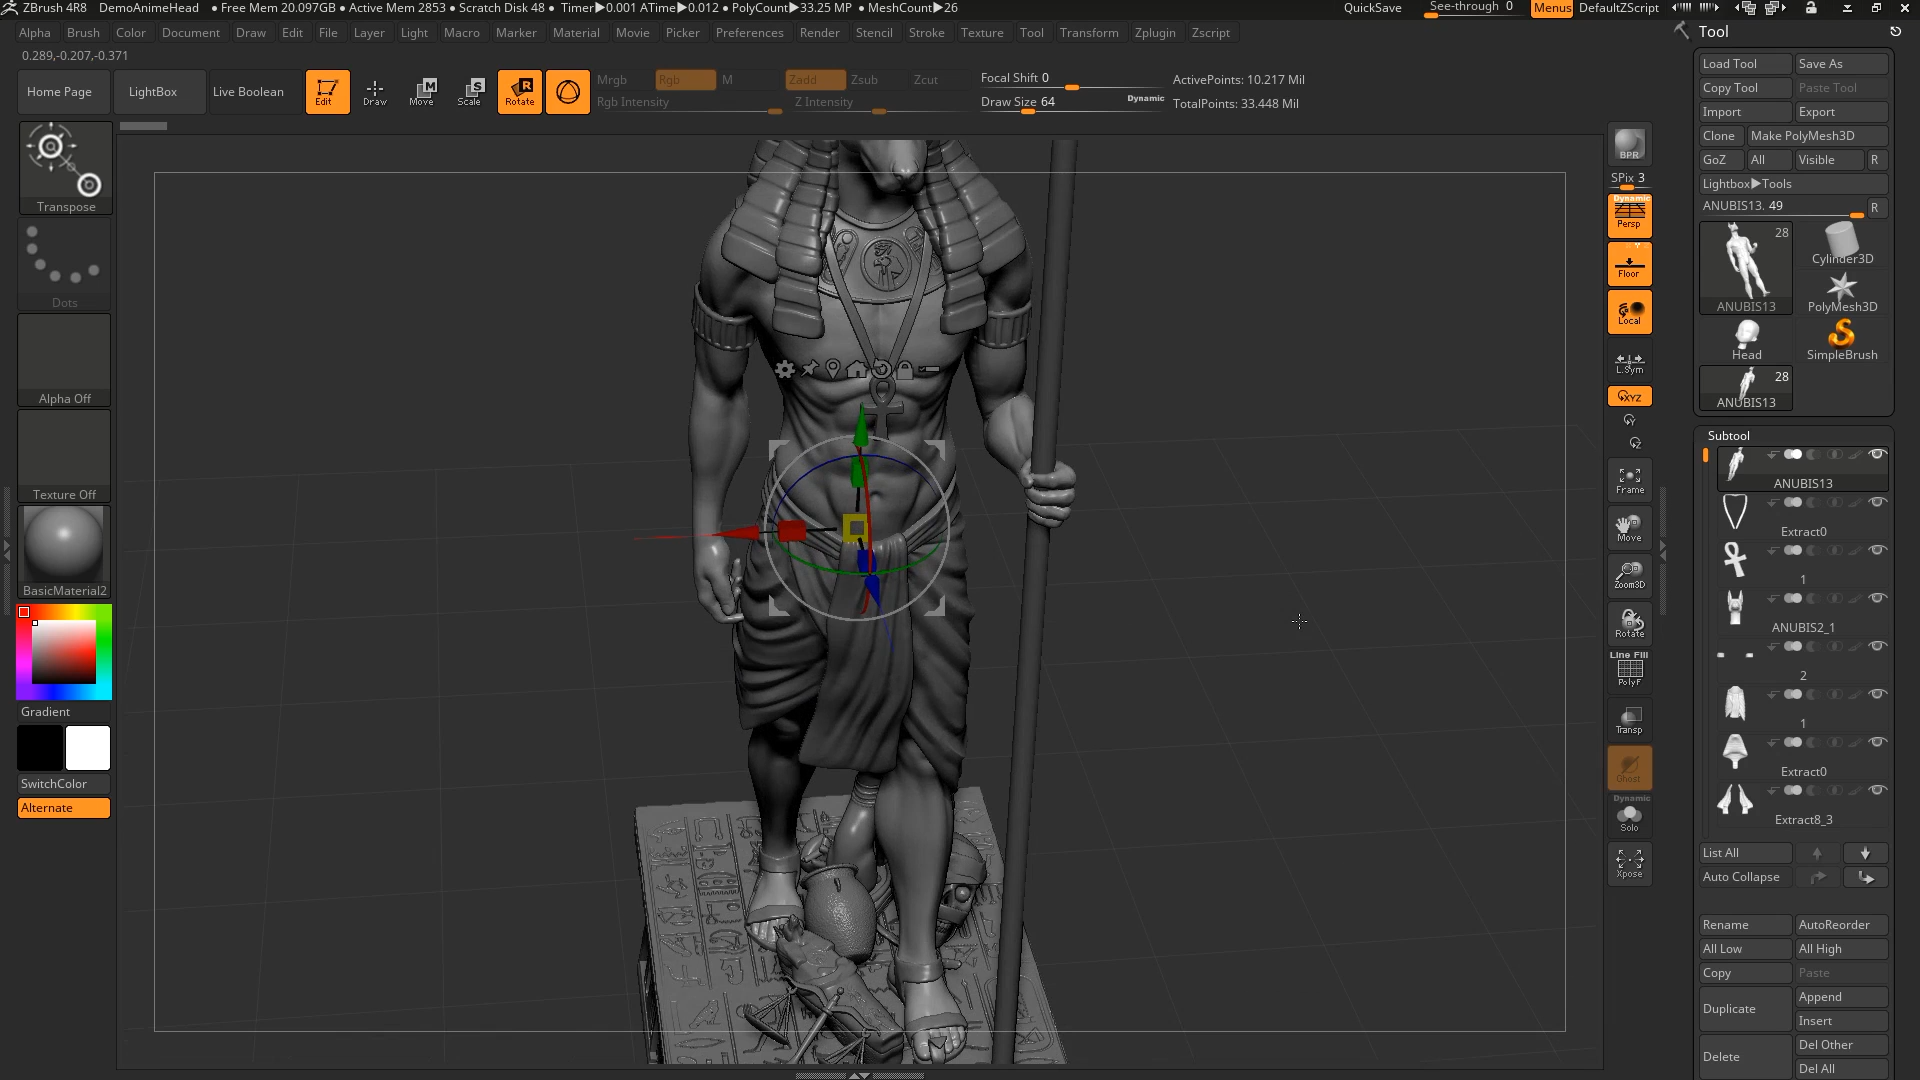 ZBrush 4R8 DemoAnimeHead • Free Mem 20.097GB • Active Mem 2853 • Scratch Disk 48 • Timer▶0.001 ATime▶0.012 • PolyCount▶33.25 MP • MeshCount▶26 QuickSave See-through 0 Menus DefaultZScript
Alpha Brush Color Document Draw Edit File Layer Light Macro Marker Material Movie Picker Preferences Render Stencil Stroke Texture Tool Transform Zplugin Zscript
0.289,-0.207,-0.371
Home Page LightBox Live Boolean Edit Draw Move Scale Rotate
Mrgb Rgb M Zadd Zsub Zcut
Rgb Intensity Z Intensity
Focal Shift 0
Draw Size 64 Dynamic
ActivePoints: 10.217 Mil
TotalPoints: 33.448 Mil
Transpose
Dots
Alpha Off
Texture Off
BasicMaterial2
Gradient
SwitchColor
Alternate
BPR
SPix 3
Dynamic
Persp
Floor
Local
L.Sym
XYZ
Frame
Move
Zoom3D
Rotate
Line Fill
PolyF
Transp
Ghost
Dynamic
Solo
Xpose
Tool
Load Tool Save As
Copy Tool Paste Tool
Import Export
Clone Make PolyMesh3D
GoZ All Visible R
Lightbox▶Tools
ANUBIS13. 49 R
28
Cylinder3D
ANUBIS13 PolyMesh3D
Head SimpleBrush
28
ANUBIS13
Subtool
ANUBIS13
Extract0
1
ANUBIS2_1
2
1
Extract0
Extract8_3
List All
Auto Collapse
Rename AutoReorder
All Low All High
Copy Paste
Duplicate Append
Insert
Delete Del Other
Del All